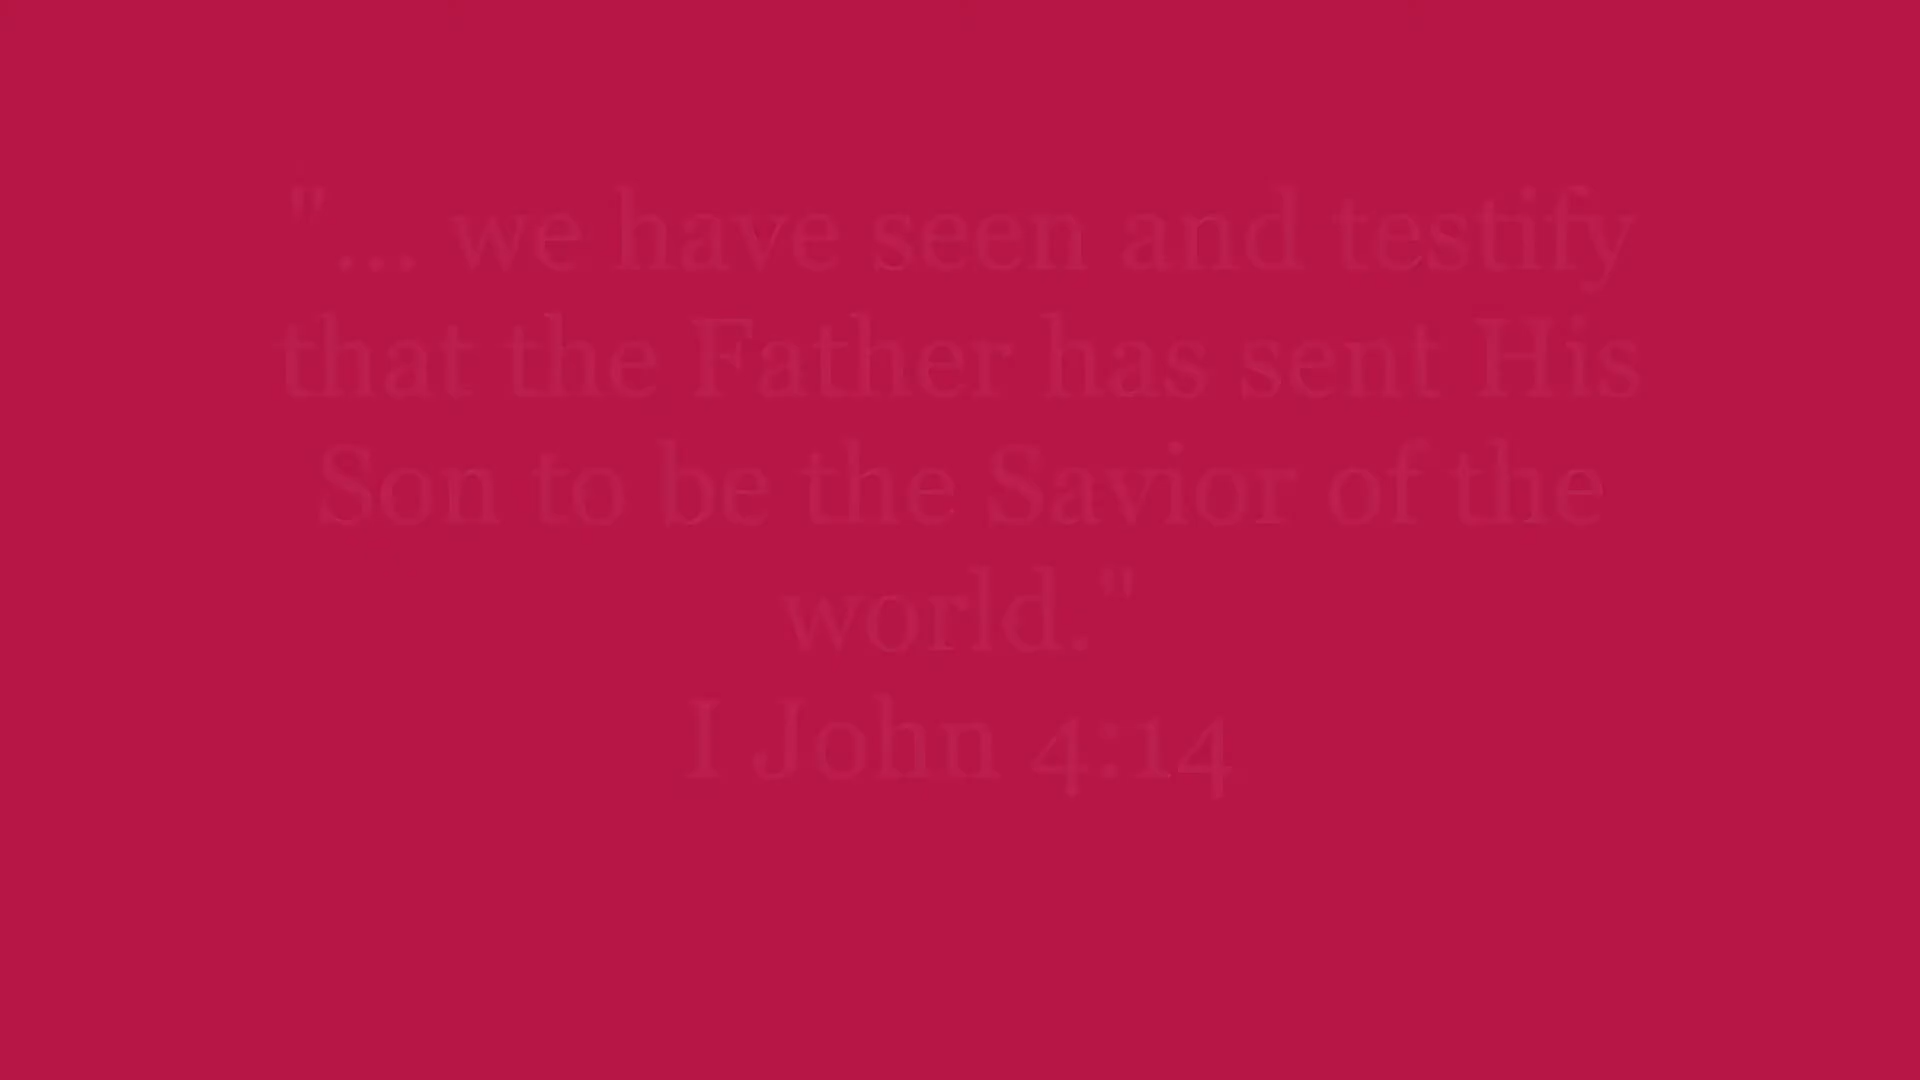 "... we have seen and testify
that the Father has sent His
Son to be the Savior of the
world."
I John 4:14